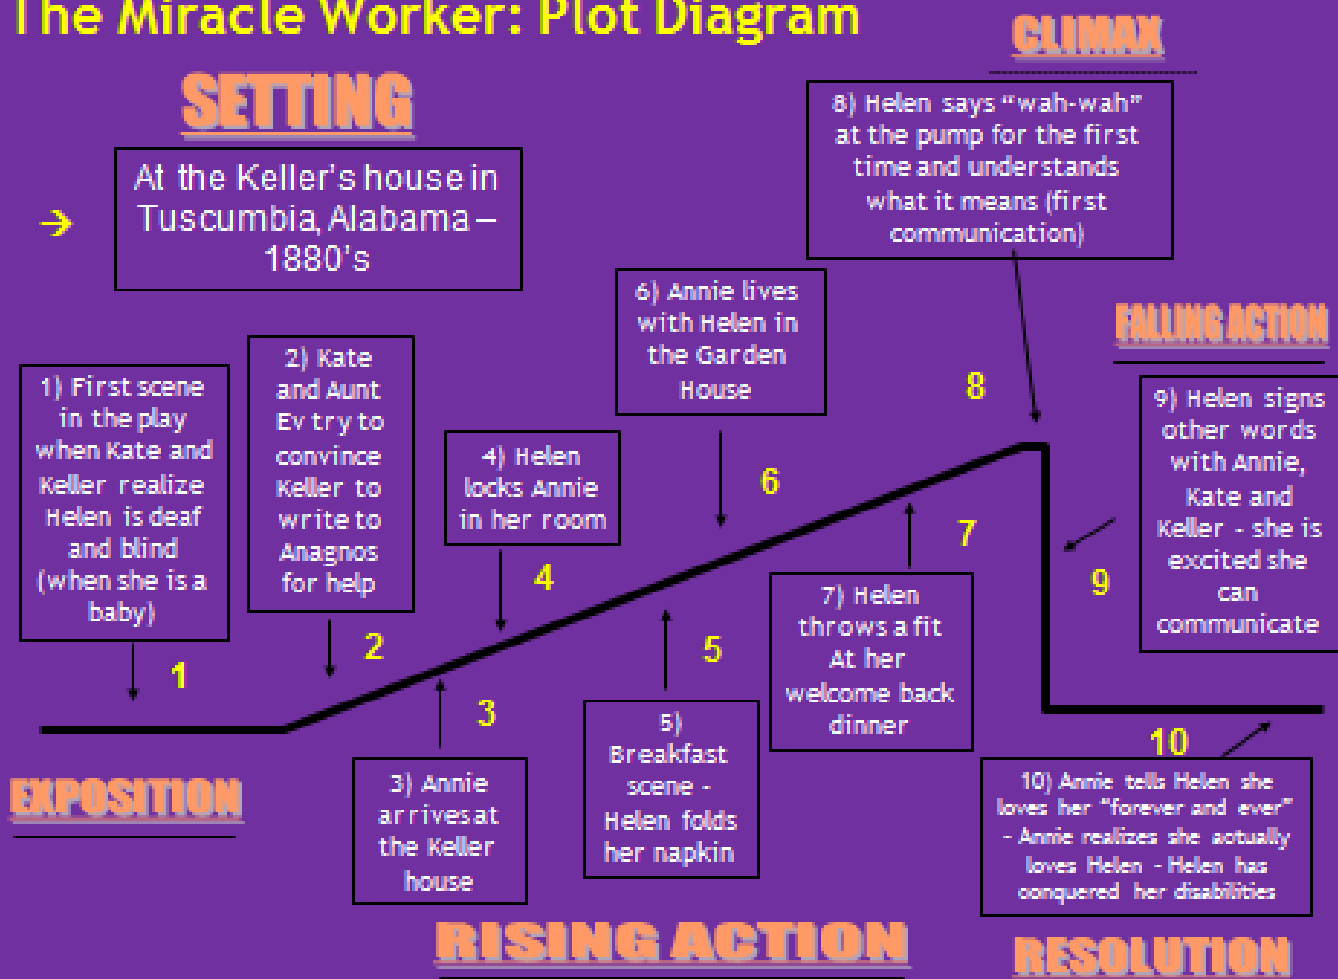 The Miracle Worker: Plot Diagram
CLIMAX
SETTING
8) Helen says “wah-wah”
at the pump for the first
time and understands
what it means (first
communication)
At the Keller’s house in
Tuscumbia, Alabama –
1880’s
→
6) Annie lives
with Helen in
the Garden
House
FALLING ACTION
2) Kate
and Aunt
Ev try to
convince
Keller to
write to
Anagnos
for help
1) First scene
in the play
when Kate and
Keller realize
Helen is deaf
and blind
(when she is a
baby)
8
9) Helen signs
other words
with Annie,
Kate and
Keller - she is
excited she
can
communicate
4) Helen
locks Annie
in her room
6
7
4
9
7) Helen
throws a fit
At her
welcome back
dinner
2
5
1
3
5)
Breakfast
scene -
Helen folds
her napkin
10
EXPOSITION
3) Annie
arrives at
the Keller
house
10) Annie tells Helen she
loves her “forever and ever”
- Annie realizes she actually
loves Helen - Helen has
conquered her disabilities
RISING ACTION
RESOLUTION